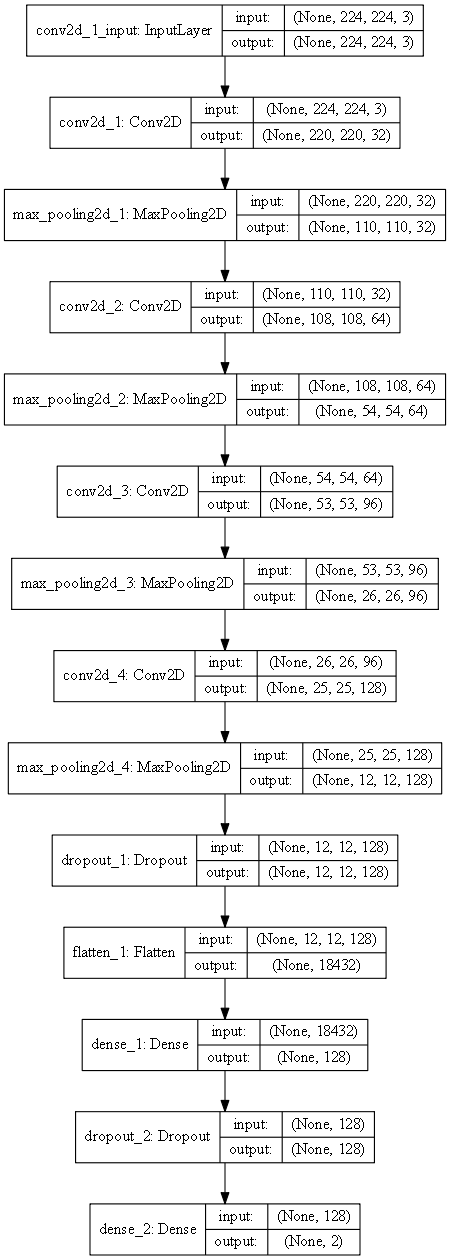 conv2d_1_input: InputLayer
input: (None, 224, 224, 3)
output: (None, 224, 224, 3)
conv2d_1: Conv2D
input: (None, 224, 224, 3)
output: (None, 220, 220, 32)
max_pooling2d_1: MaxPooling2D
input: (None, 220, 220, 32)
output: (None, 110, 110, 32)
conv2d_2: Conv2D
input: (None, 110, 110, 32)
output: (None, 108, 108, 64)
max_pooling2d_2: MaxPooling2D
input: (None, 108, 108, 64)
output: (None, 54, 54, 64)
conv2d_3: Conv2D
input: (None, 54, 54, 64)
output: (None, 53, 53, 96)
max_pooling2d_3: MaxPooling2D
input: (None, 53, 53, 96)
output: (None, 26, 26, 96)
conv2d_4: Conv2D
input: (None, 26, 26, 96)
output: (None, 25, 25, 128)
max_pooling2d_4: MaxPooling2D
input: (None, 25, 25, 128)
output: (None, 12, 12, 128)
dropout_1: Dropout
input: (None, 12, 12, 128)
output: (None, 12, 12, 128)
flatten_1: Flatten
input: (None, 12, 12, 128)
output: (None, 18432)
dense_1: Dense
input: (None, 18432)
output: (None, 128)
dropout_2: Dropout
input: (None, 128)
output: (None, 128)
dense_2: Dense
input: (None, 128)
output: (None, 2)